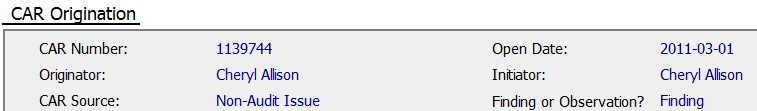 CAR Origination
CAR Number: 1139744 Open Date: 2011-03-01
Originator: Cheryl Allison Initiator: Cheryl Allison
CAR Source: Non-Audit Issue Finding or Observation? Finding